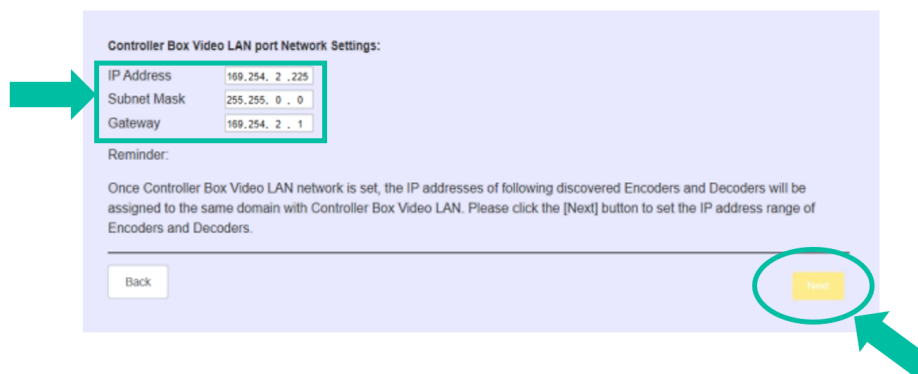 Controller Box Video LAN port Network Settings:
IP Address 169.254. 2 .225
Subnet Mask 255.255. 0 . 0
Gateway 169.254. 2 . 1
Reminder:
Once Controller Box Video LAN network is set, the IP addresses of following discovered Encoders and Decoders will be
assigned to the same domain with Controller Box Video LAN. Please click the [Next] button to set the IP address range of
Encoders and Decoders.
Back Next